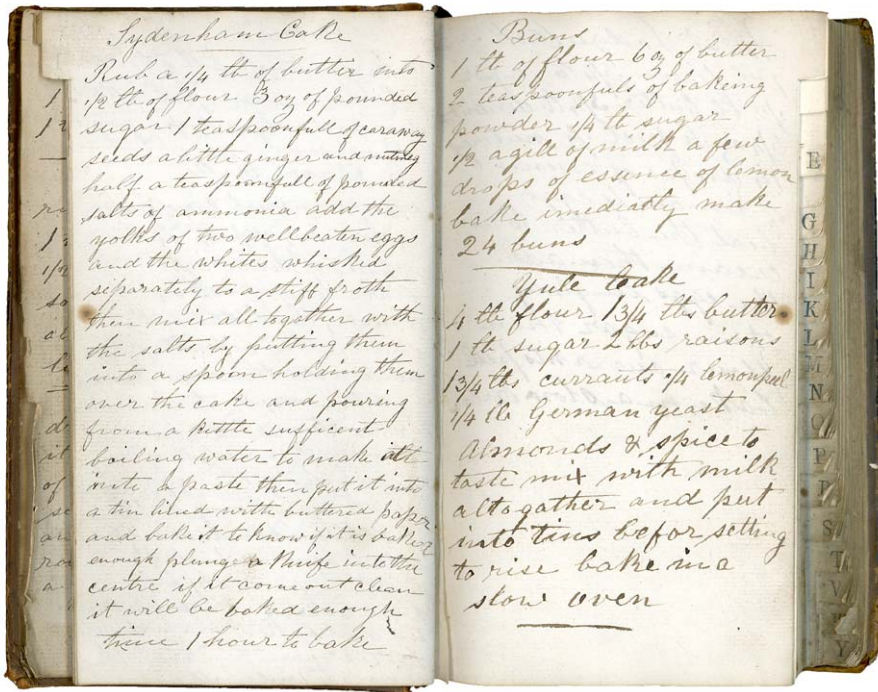 Sydenham Cake
Rub a 1/4 lb of butter into
1/2 lb of flour 3 oz of pounded
sugar 1 teaspoonfull of caraway
seeds a little ginger and nutmeg
half a teaspoonfull of pounded
salts of ammonia add the
yolks of two wellbeaten eggs
and the whites whisked
separately to a stiff froth
then mix all together with
the salts by putting them
into a spoon holding them
over the cake and pouring
from a kettle sufficent
boiling water to make
into a paste then put it into
a tin lined with buttered paper
and bake it to know if it is baked
enough plunge a knife into the
centre if it come out clean
it will be baked enough
time 1 hour to bake
Buns
1 lb of flour 6 oz of butter
2 teaspoonfuls of bakeing
powder 1/4 lb sugar
1/2 a gill of milk a few
drops of essence of lemon
bake imediatly make
24 buns
Yule Cake
4 lb flour 1 3/4 lbs butter
1 lb sugar 2 lbs raisons
1 3/4 lbs currants 1/4 lemonpeel
1/4 lb German yeast
Almonds & spice to
taste mix with milk
altogather and put
into tins befor setting
to rise bake in a
slow oven
E
G
H
I
K
L
M
N
O
P
R
S
T
V
Y